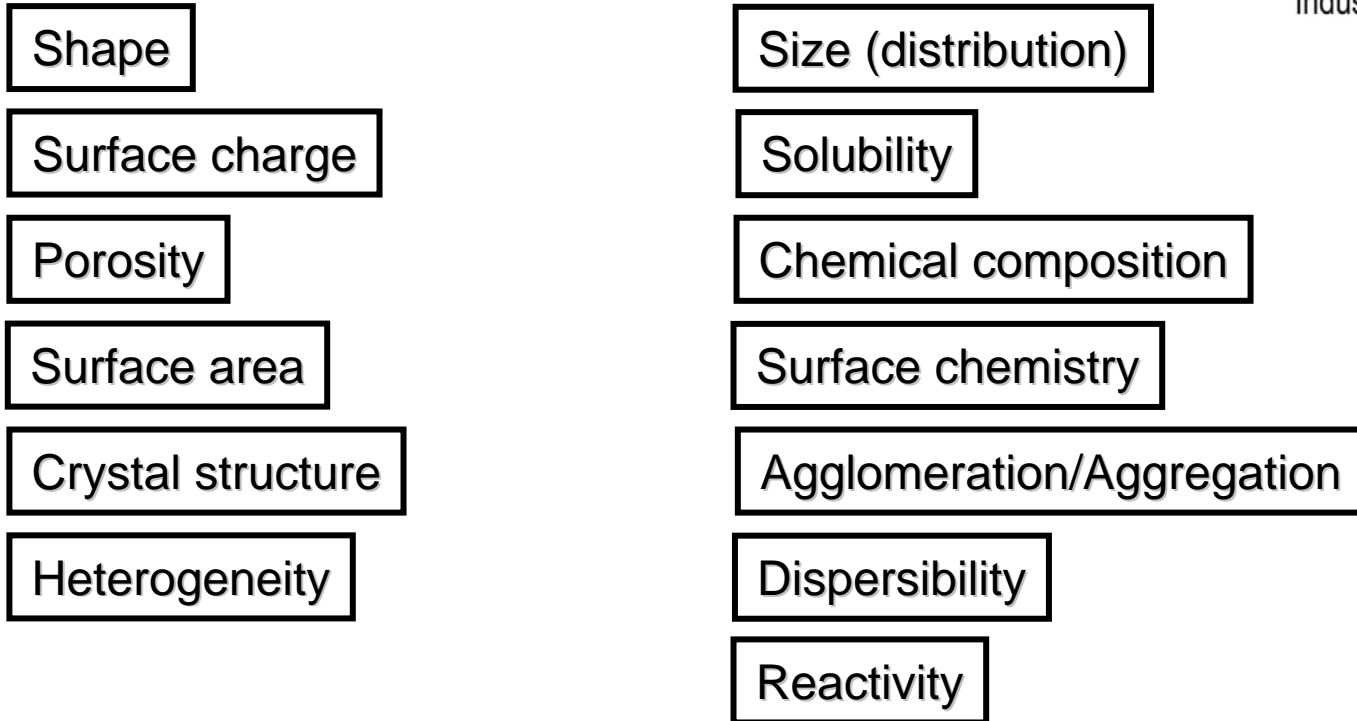 Shape
Surface charge
Porosity
Surface area
Crystal structure
Heterogeneity
Size (distribution)
Solubility
Chemical composition
Surface chemistry
Agglomeration/Aggregation
Dispersibility
Reactivity